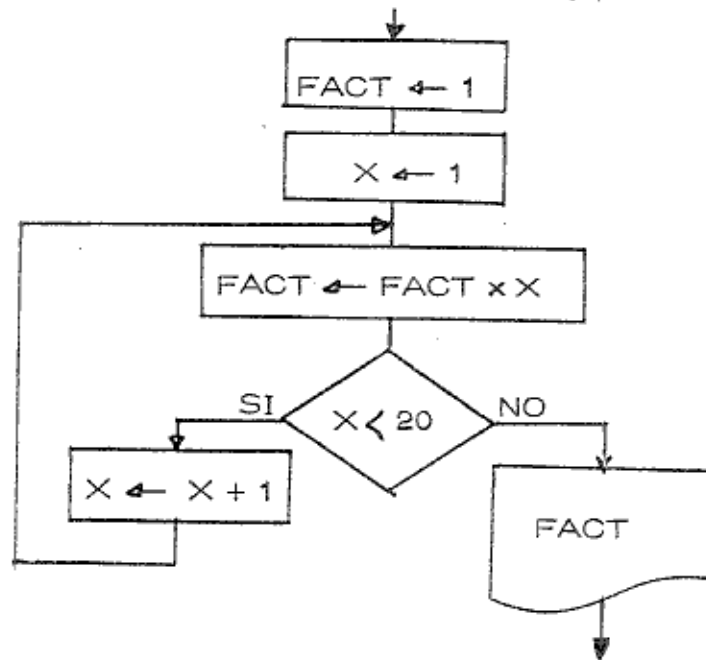 FACT ← 1
X ← 1
FACT ← FACT × X
SI
X < 20
NO
X ← X + 1
FACT